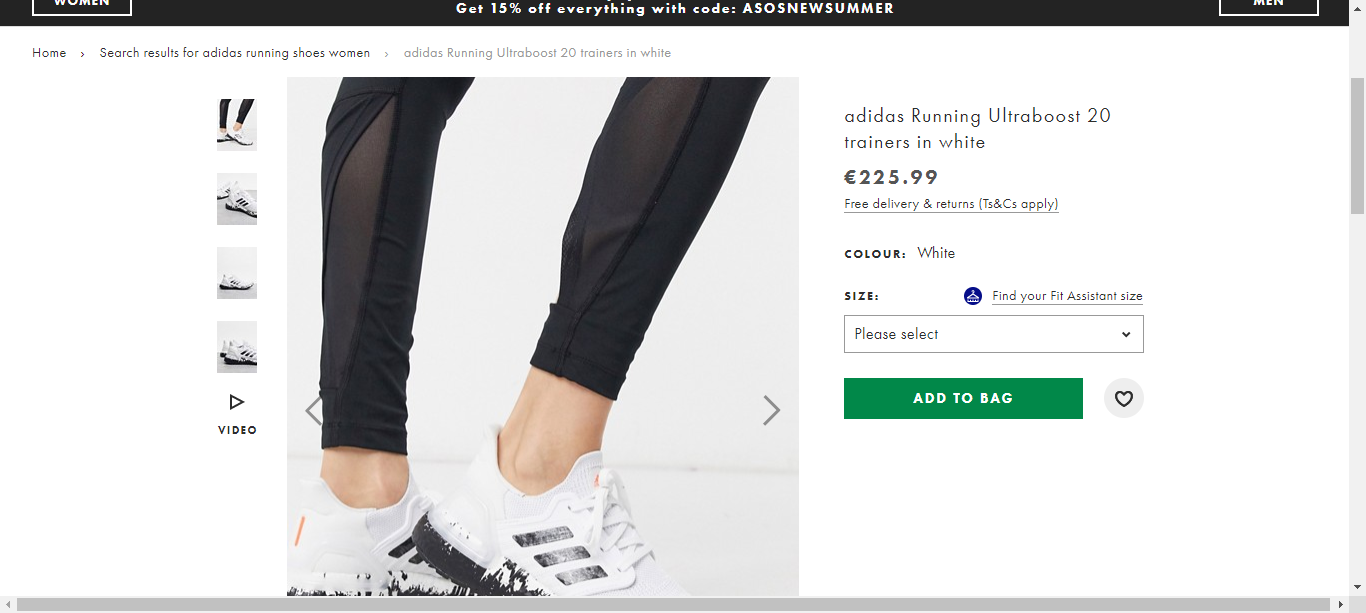 WOMEN
Get 15% off everything with code: ASOSNEWSUMMER
MEN
Home › Search results for adidas running shoes women › adidas Running Ultraboost 20 trainers in white
adidas Running Ultraboost 20
trainers in white
€225.99
Free delivery & returns (Ts&Cs apply)
COLOUR: White
SIZE: Find your Fit Assistant size
Please select
ADD TO BAG
VIDEO